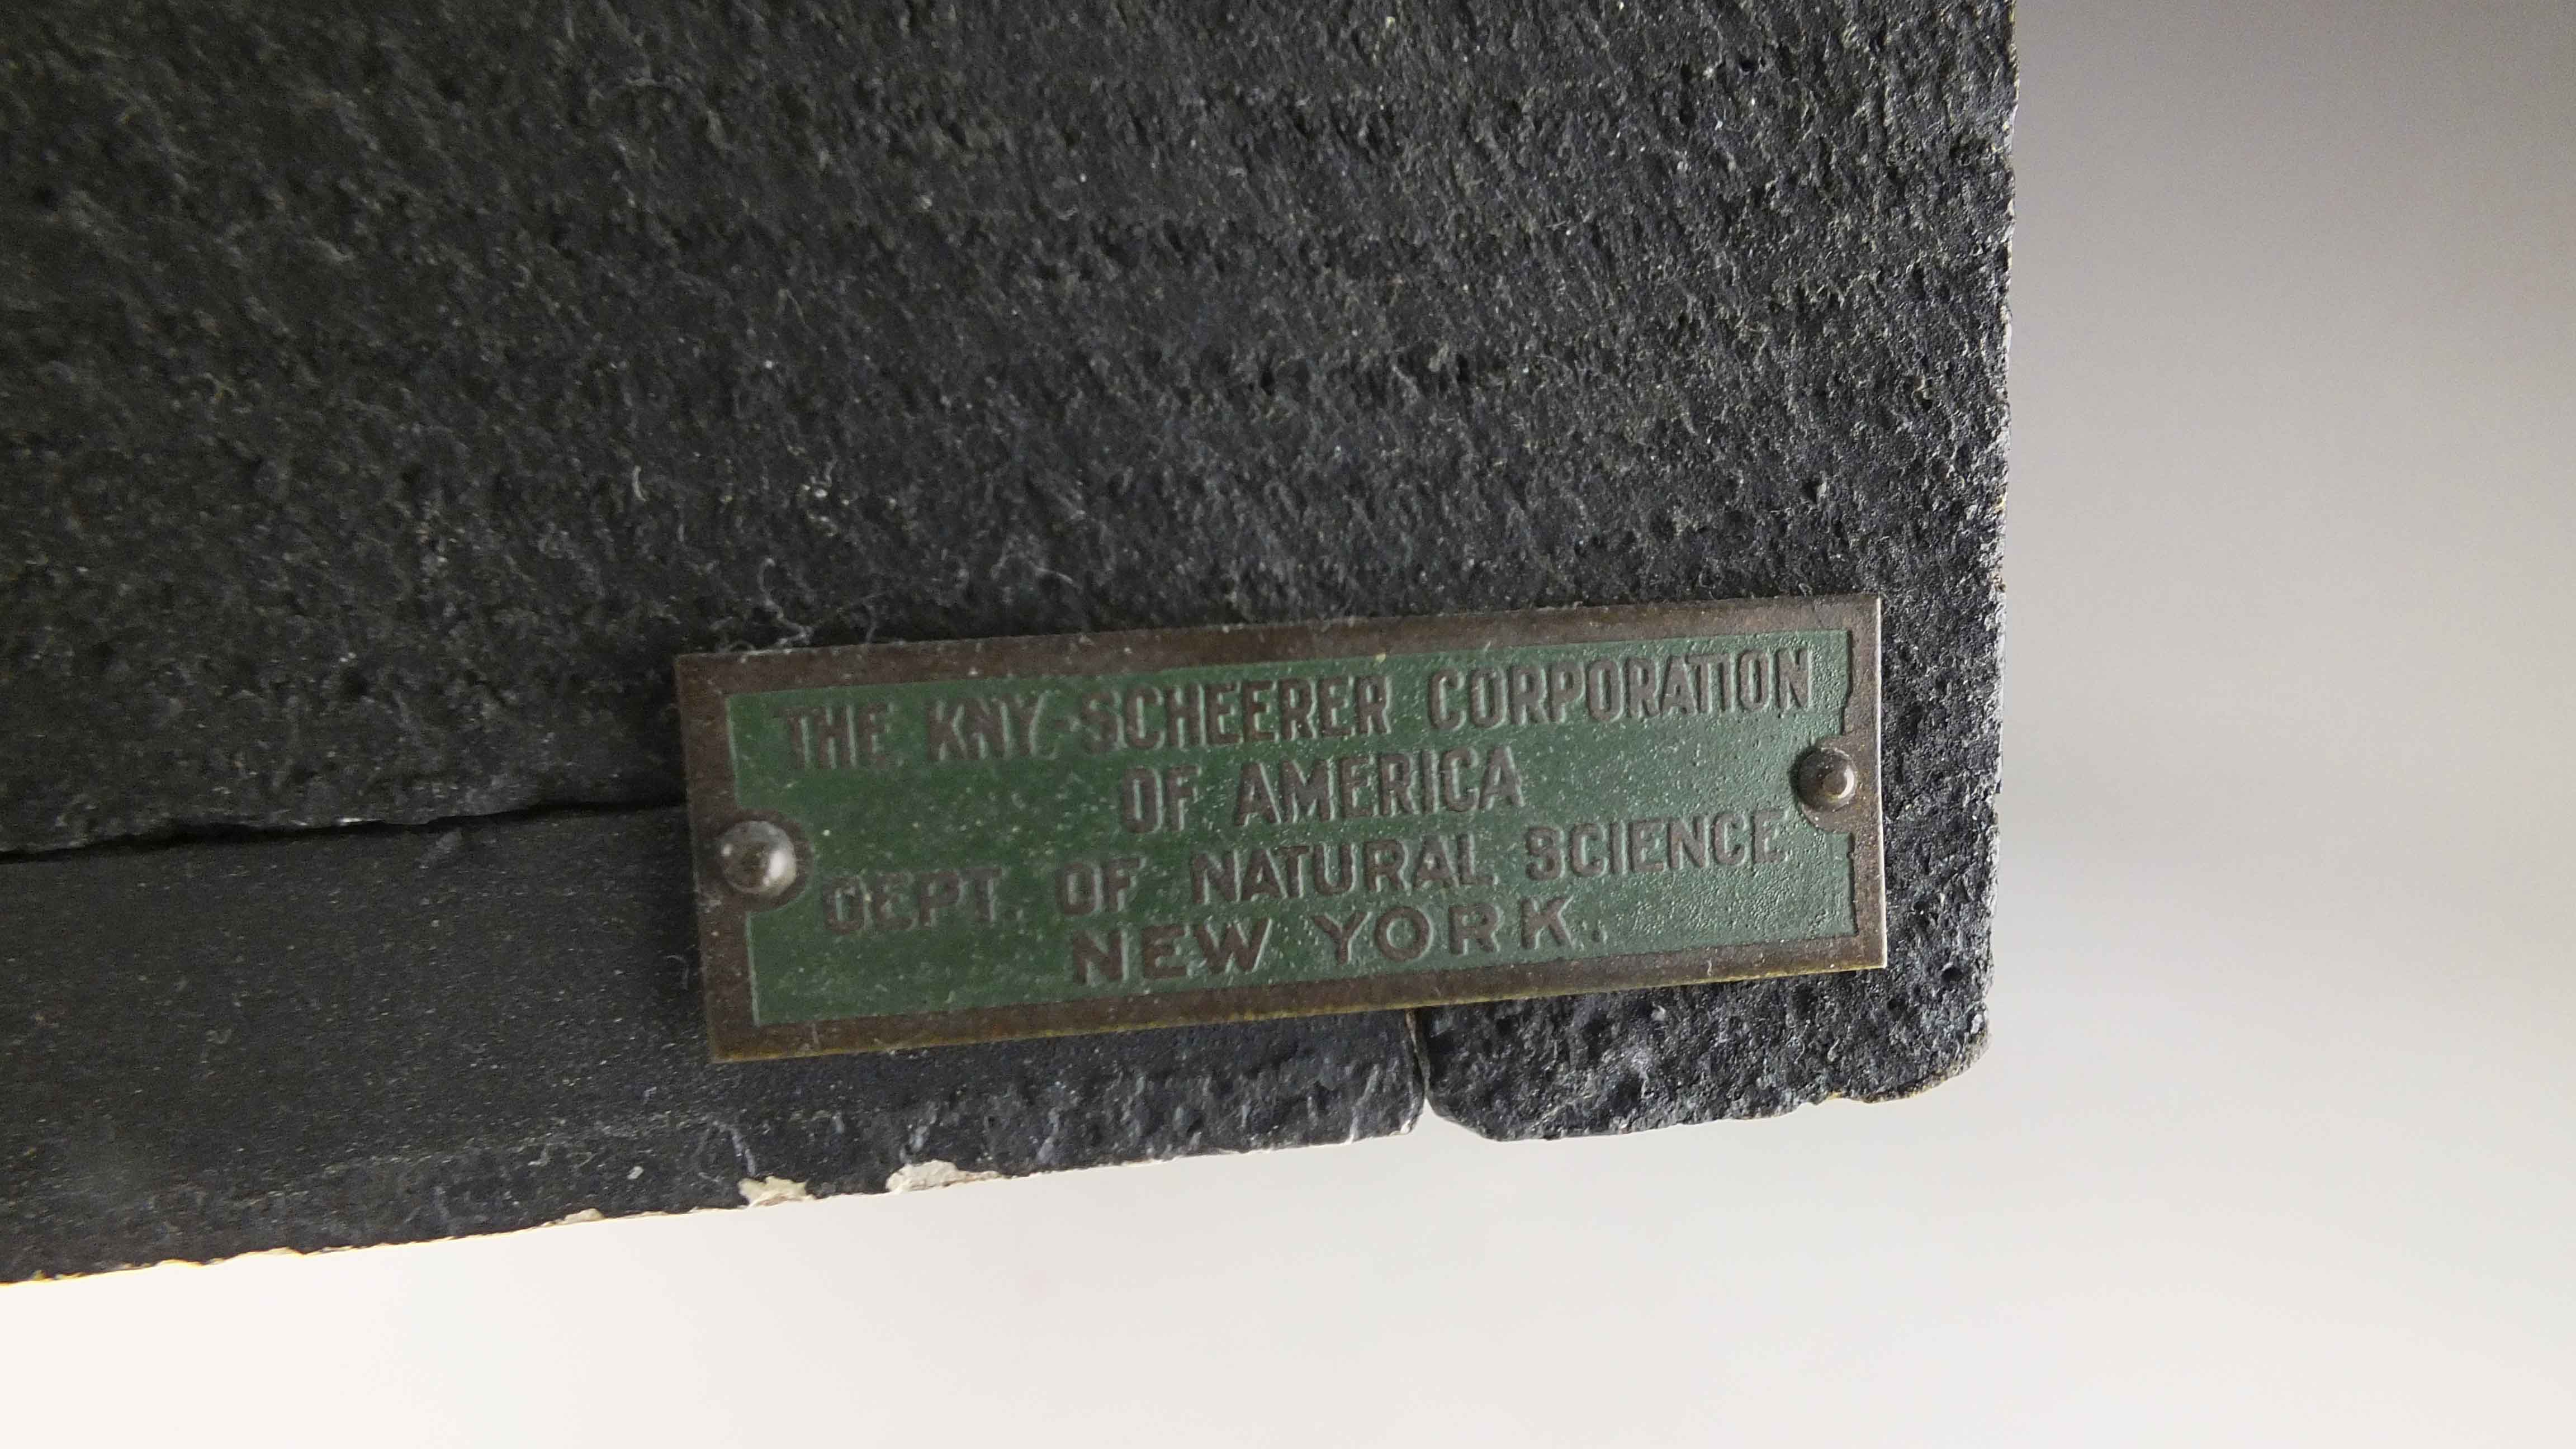 THE KNY-SCHEERER CORPORATION
OF AMERICA
DEPT. OF NATURAL SCIENCE
NEW YORK.